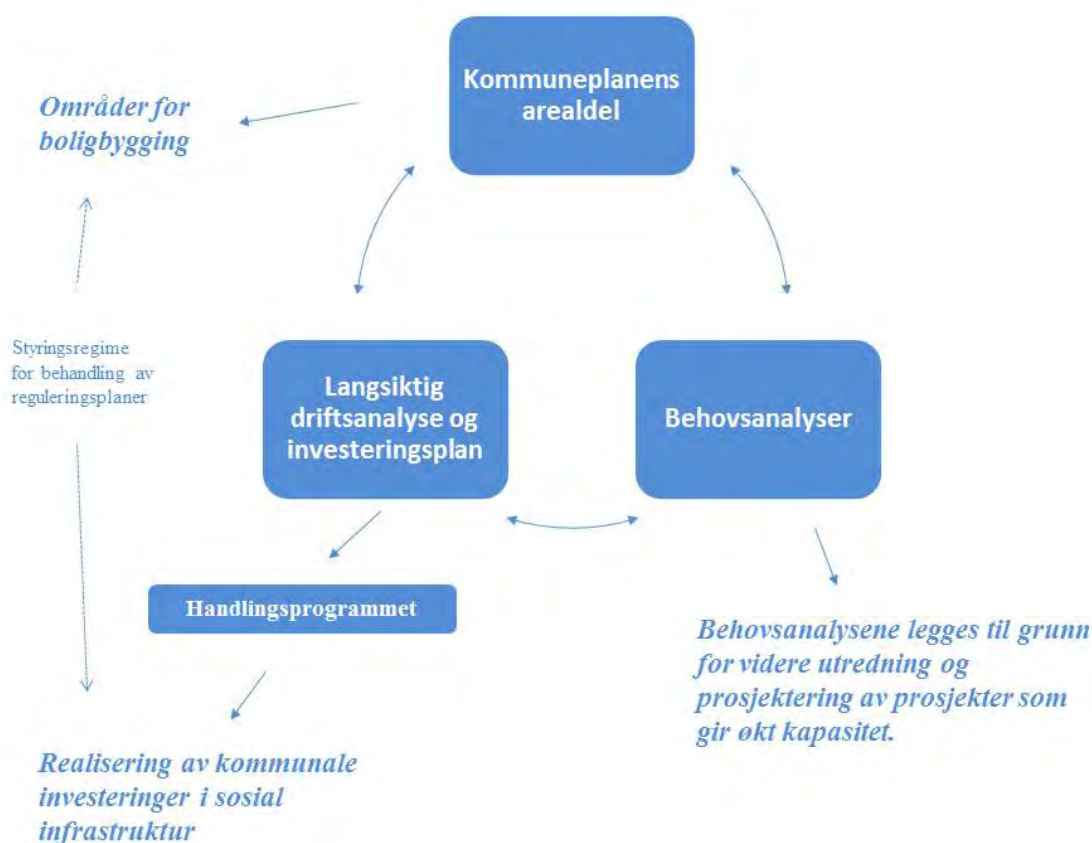 Kommuneplanens
arealdel
Områder for
boligbygging
Styringsregime
for behandling av
reguleringsplaner
Langsiktig
driftsanalyse og
investeringsplan
Behovsanalyser
Handlingsprogrammet
Behovsanalysene legges til grunn
for videre utredning og
prosjektering av prosjekter som
gir økt kapasitet.
Realisering av kommunale
investeringer i sosial
infrastruktur